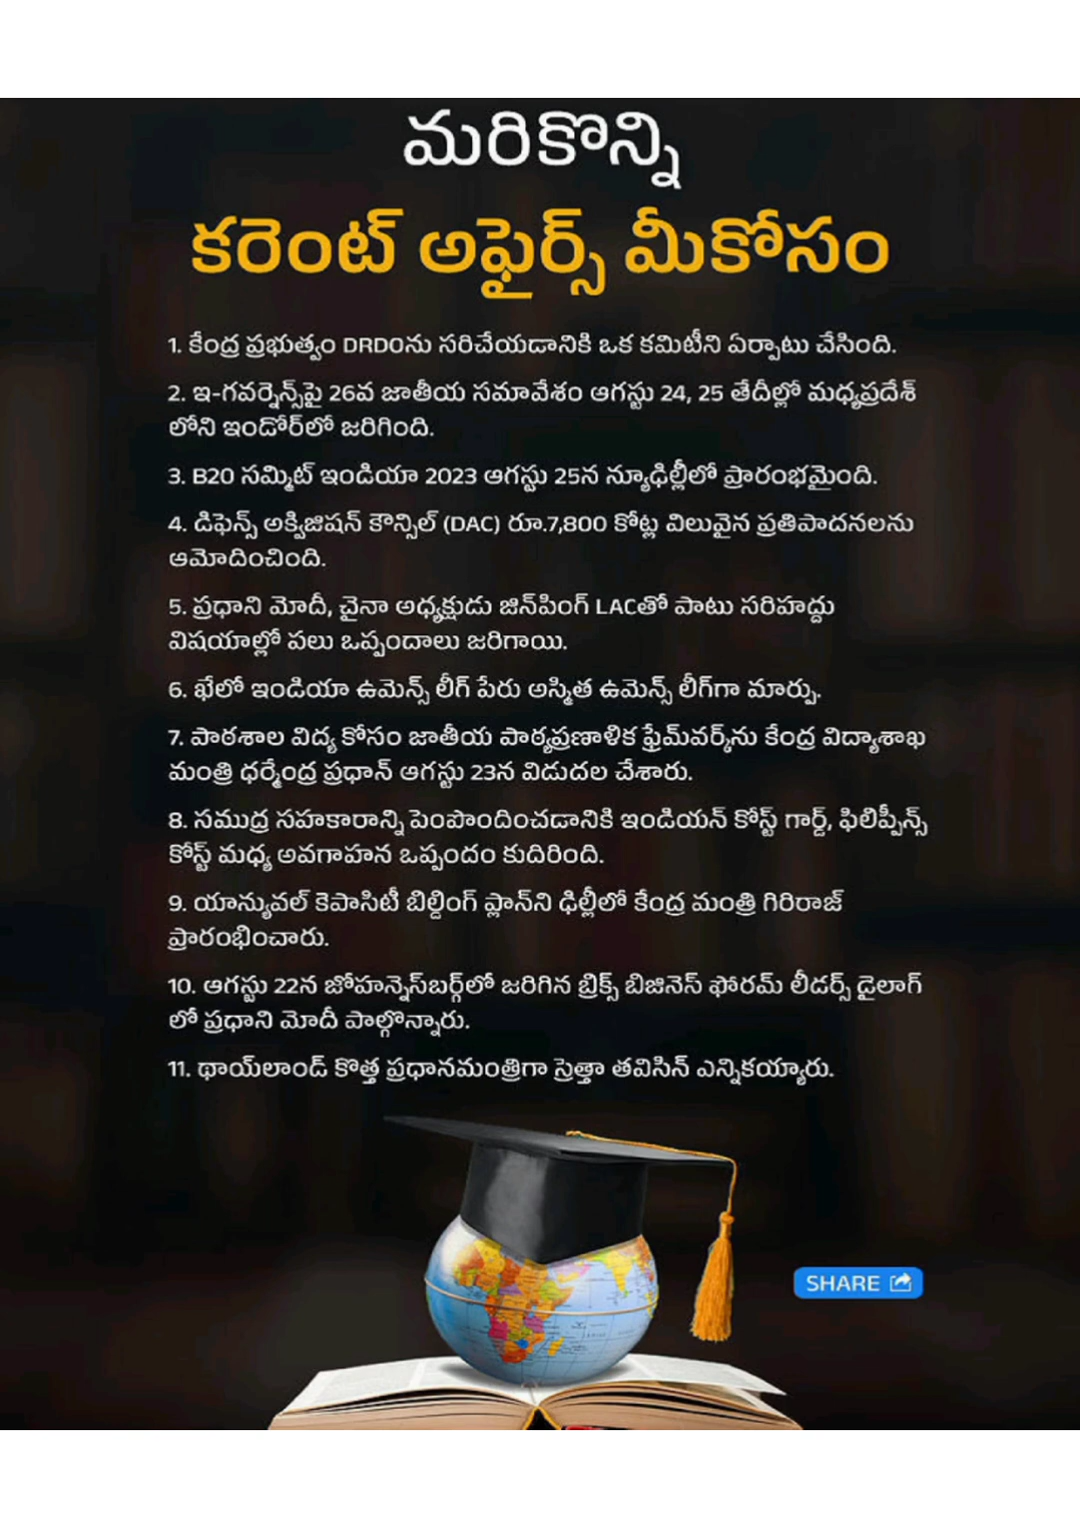 మరికొన్ని
కరెంట్ అఫైర్స్ మీకోసం
1. కేంద్ర ప్రభుత్వం DRDOను సరిచేయడానికి ఒక కమిటీని ఏర్పాటు చేసింది.
2. ఇ-గవర్నెన్స్‌పై 26వ జాతీయ సమావేశం ఆగస్టు 24, 25 తేదీల్లో మధ్యప్రదేశ్
లోని ఇండోర్‌లో జరిగింది.
3. B20 సమ్మిట్ ఇండియా 2023 ఆగస్టు 25న న్యూఢిల్లీలో ప్రారంభమైంది.
4. డిఫెన్స్ అక్విజిషన్ కౌన్సిల్ (DAC) రూ.7,800 కోట్ల విలువైన ప్రతిపాదనలను
ఆమోదించింది.
5. ప్రధాని మోదీ, చైనా అధ్యక్షుడు జిన్‌పింగ్ LACతో పాటు సరిహద్దు
విషయాల్లో పలు ఒప్పందాలు జరిగాయి.
6. ఖేలో ఇండియా ఉమెన్స్ లీగ్ పేరు అస్మిత ఉమెన్స్ లీగ్‌గా మార్పు.
7. పాఠశాల విద్య కోసం జాతీయ పాఠ్యప్రణాళిక ఫ్రేమ్‌వర్క్‌ను కేంద్ర విద్యాశాఖ
మంత్రి ధర్మేంద్ర ప్రధాన్ ఆగస్టు 23న విడుదల చేశారు.
8. సముద్ర సహకారాన్ని పెంపొందించడానికి ఇండియన్ కోస్ట్ గార్డ్, ఫిలిప్పీన్స్
కోస్ట్ మధ్య అవగాహన ఒప్పందం కుదిరింది.
9. యాన్యువల్ కెపాసిటీ బిల్డింగ్ ప్లాన్‌ని ఢిల్లీలో కేంద్ర మంత్రి గిరిరాజ్
ప్రారంభించారు.
10. ఆగస్టు 22న జోహన్నెస్‌బర్గ్‌లో జరిగిన బ్రిక్స్ బిజినెస్ ఫోరమ్ లీడర్స్ డైలాగ్
లో ప్రధాని మోదీ పాల్గొన్నారు.
11. థాయ్‌లాండ్ కొత్త ప్రధానమంత్రిగా స్రెత్తా తవిసిన్ ఎన్నికయ్యారు.
SHARE